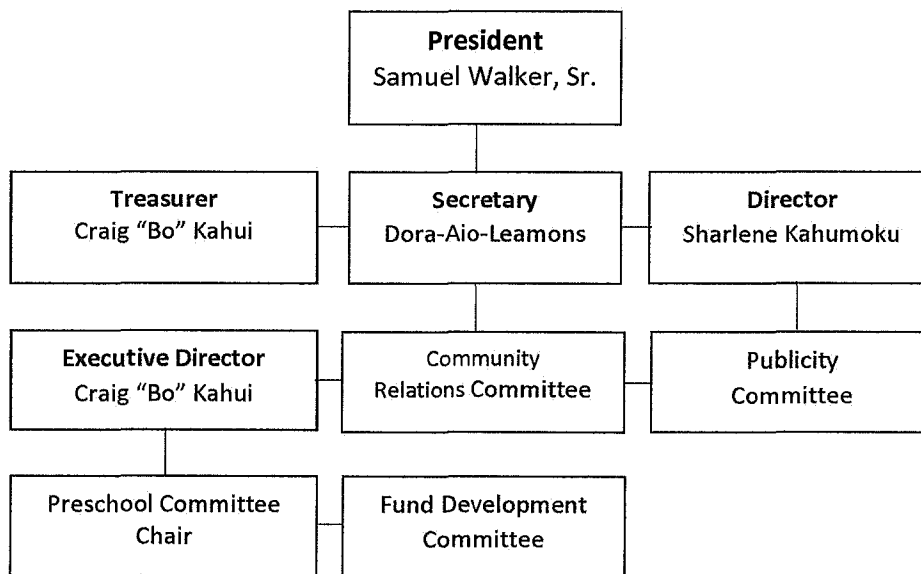 President
Samuel Walker, Sr.
Treasurer
Craig "Bo" Kahui
Secretary
Dora-Aio-Leamons
Director
Sharlene Kahumoku
Executive Director
Craig "Bo" Kahui
Community
Relations Committee
Publicity
Committee
Preschool Committee
Chair
Fund Development
Committee